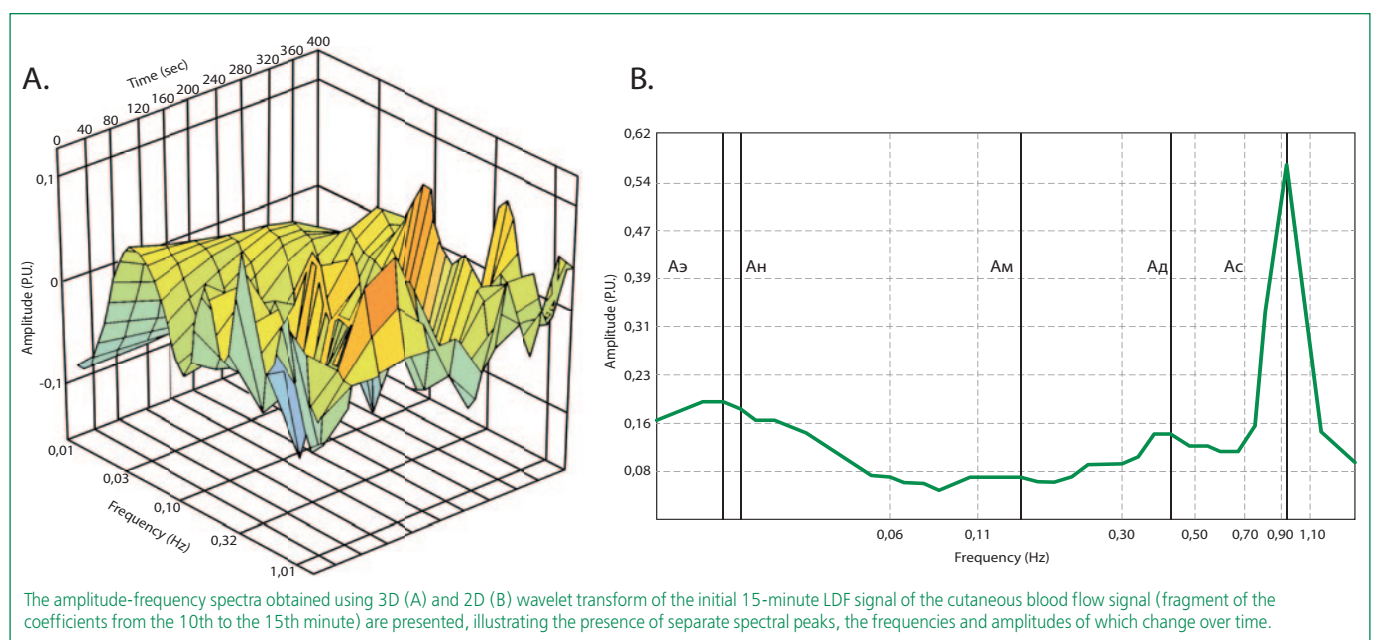 A.
Time (sec)
0 40 80 120 160 200 240 280 320 360 400
Amplitude (P.U.)
0,1
0
-0,1
0,01
0,03
0,10
0,32
1,01
Frequency (Hz)
B.
Amplitude (P.U.)
0,62
0,54
0,47
0,39
0,31
0,23
0,16
0,08
Аэ Ан Ам Ад Ас
0,06 0,11 0,30 0,50 0,70 0,90 1,10
Frequency (Hz)
The amplitude-frequency spectra obtained using 3D (A) and 2D (B) wavelet transform of the initial 15-minute LDF signal of the cutaneous blood flow signal (fragment of the
coefficients from the 10th to the 15th minute) are presented, illustrating the presence of separate spectral peaks, the frequencies and amplitudes of which change over time.